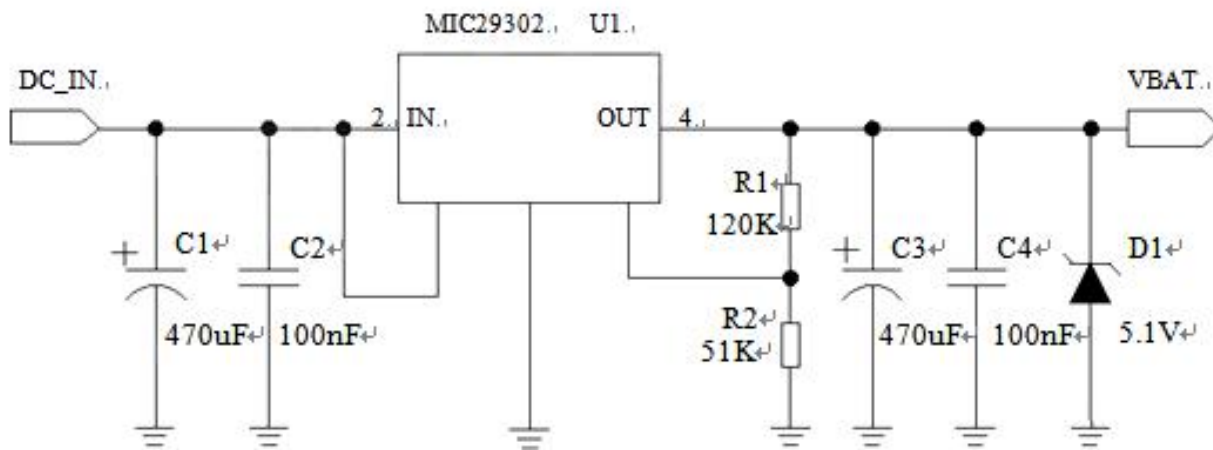 MIC29302 U1
DC_IN
VBAT
2 IN
OUT 4
R1
120K
C1
470uF
C2
100nF
R2
51K
C3
470uF
C4
100nF
D1
5.1V